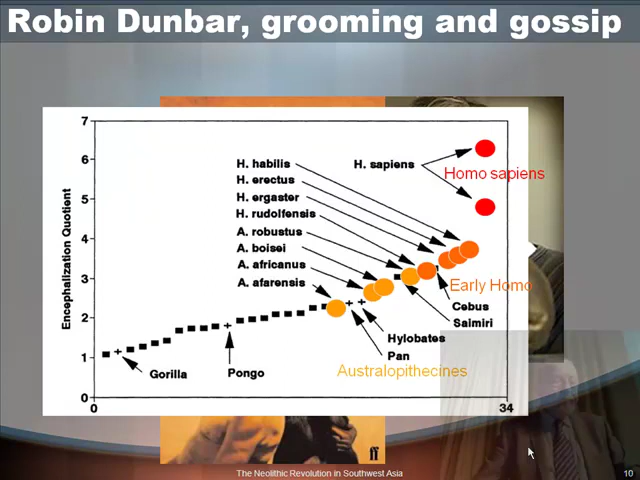 Robin Dunbar, grooming and gossip
7
6
5
4
3
2
1
0
Encephalization Quotient
H. habilis
H. erectus
H. ergaster
H. rudolfensis
A. robustus
A. boisei
A. africanus
A. afarensis
H. sapiens
Homo sapiens
Early Homo
Cebus
Saimiri
Hylobates
Pan
Australopithecines
Gorilla
Pongo
0
34
ff
The Neolithic Revolution in Southwest Asia
10